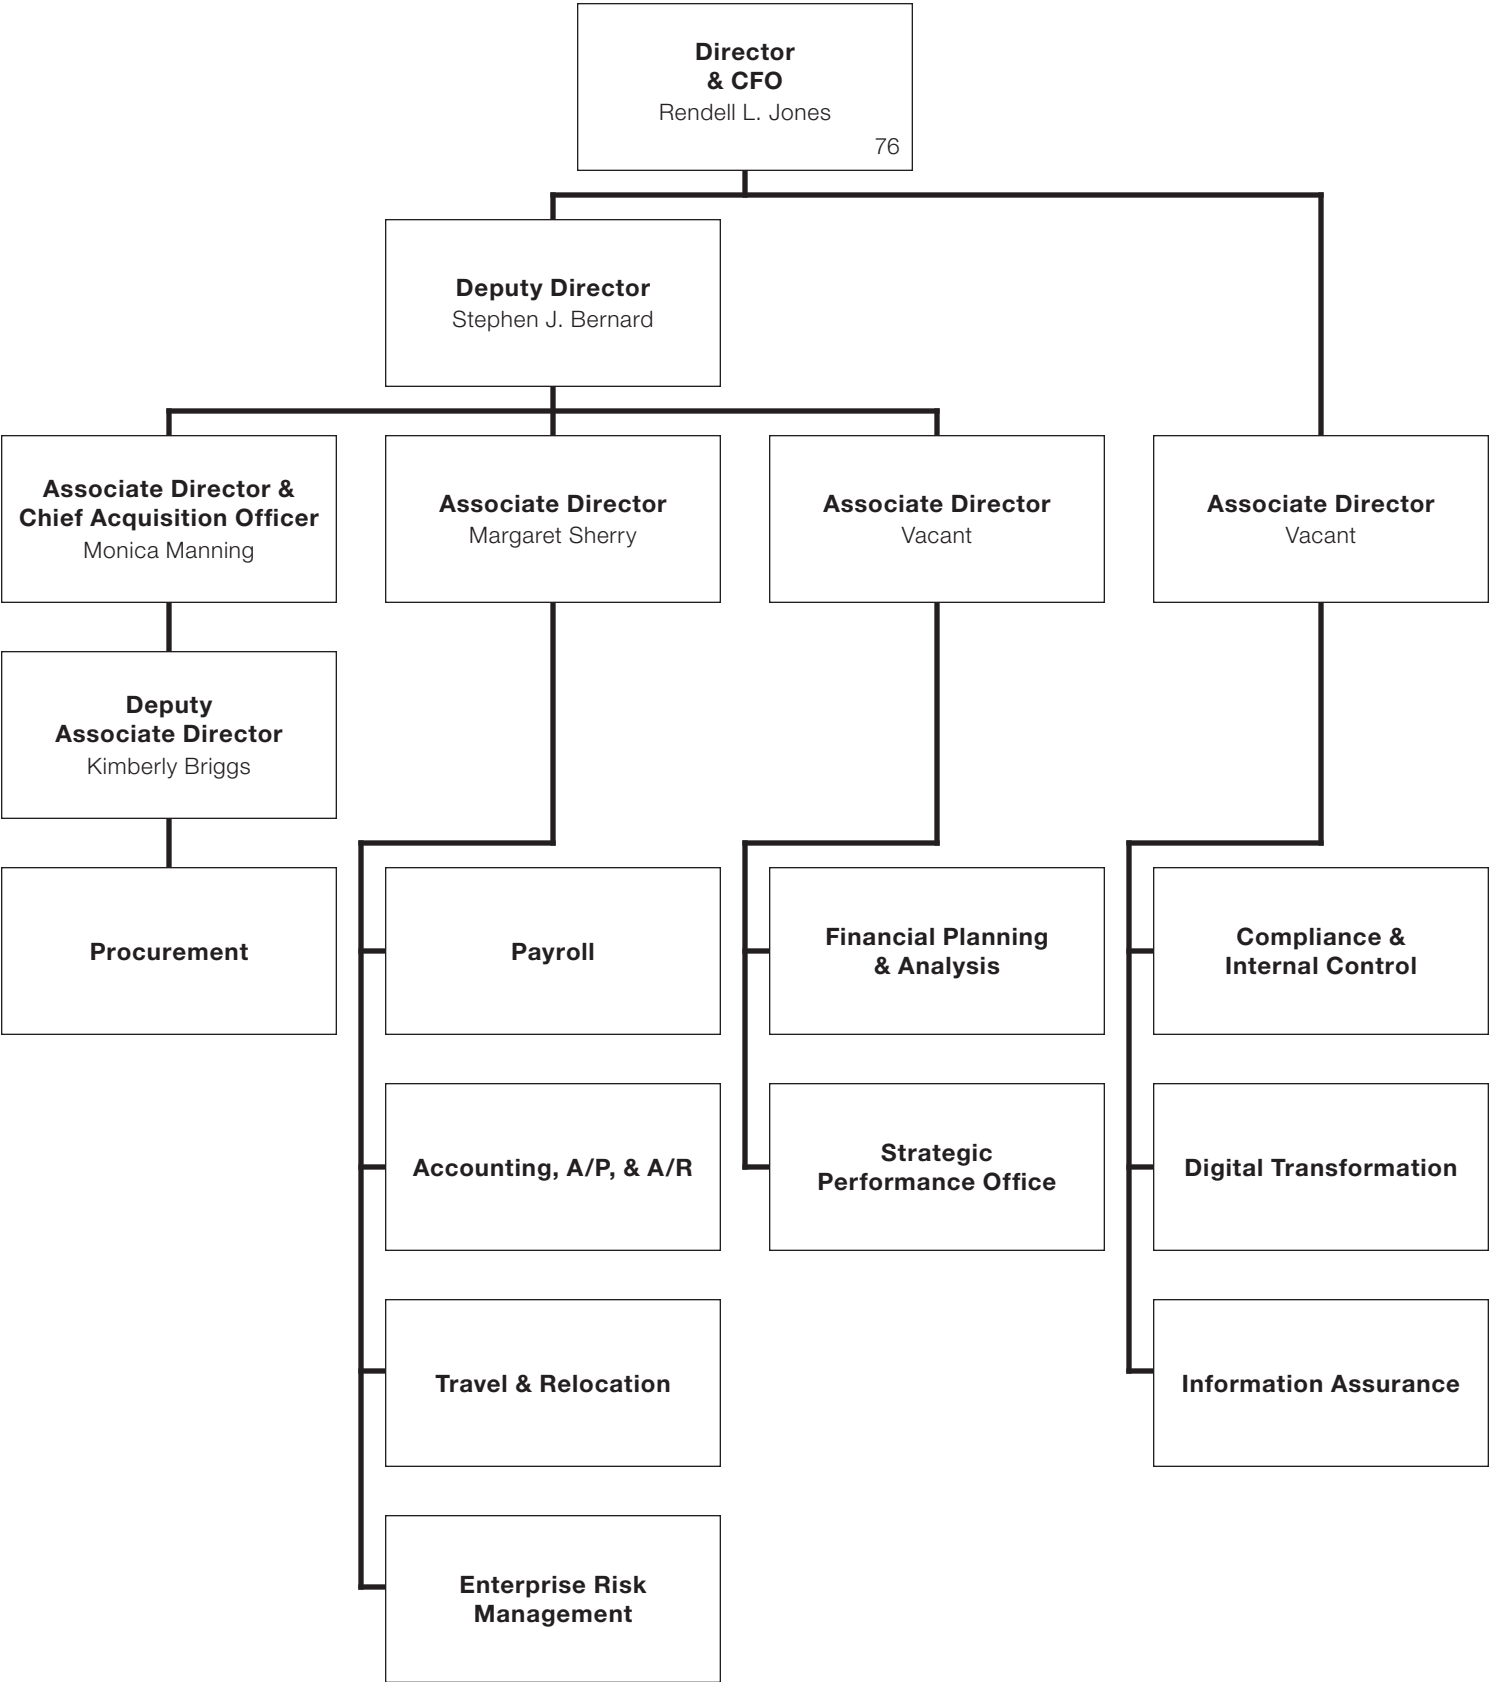 Director
& CFO
Rendell L. Jones
76
Deputy Director
Stephen J. Bernard
Associate Director &
Chief Acquisition Officer
Monica Manning
Associate Director
Margaret Sherry
Associate Director
Vacant
Associate Director
Vacant
Deputy
Associate Director
Kimberly Briggs
Procurement
Payroll
Financial Planning
& Analysis
Compliance &
Internal Control
Accounting, A/P, & A/R
Strategic
Performance Office
Digital Transformation
Travel & Relocation
Information Assurance
Enterprise Risk
Management